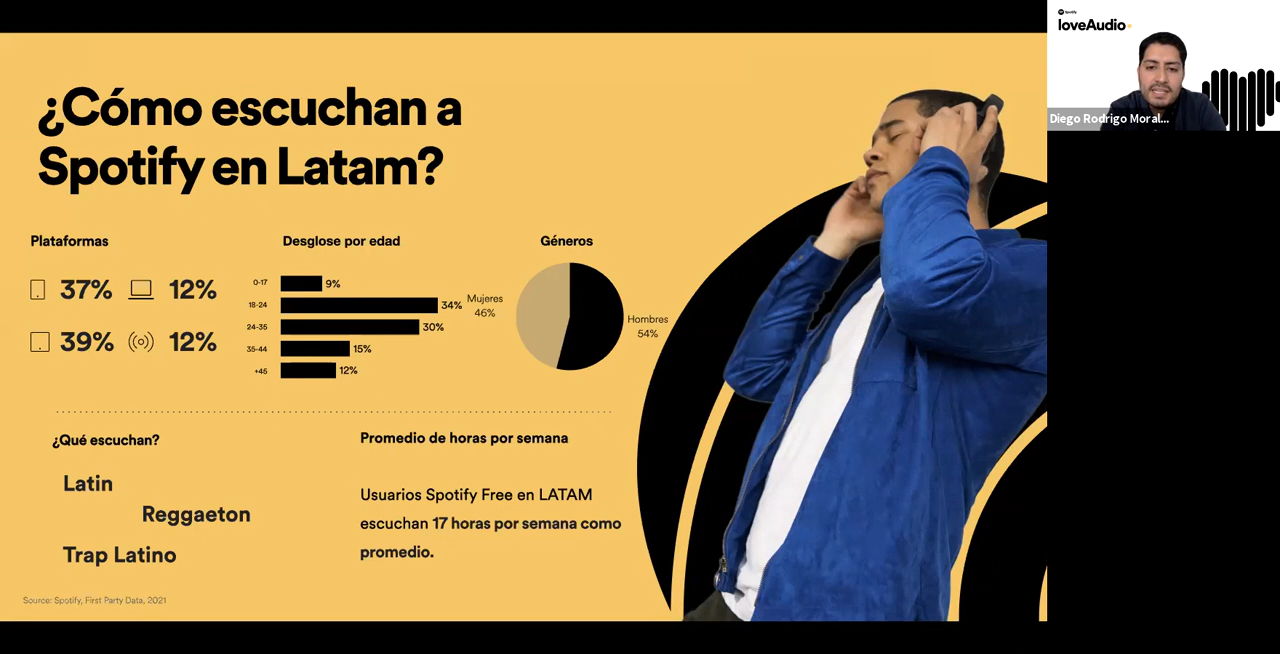 ¿Cómo escuchan a
Spotify en Latam?
Plataformas
37% 12%
39% 12%
Desglose por edad
0-17 9%
18-24 34%
24-35 30%
35-44 15%
+45 12%
Géneros
Mujeres
46%
Hombres
54%
¿Qué escuchan?
Latin
Reggaeton
Trap Latino
Promedio de horas por semana
Usuarios Spotify Free en LATAM
escuchan 17 horas por semana como
promedio.
Source: Spotify, First Party Data, 2021
Spotify
loveAudio
Diego Rodrigo Moral...